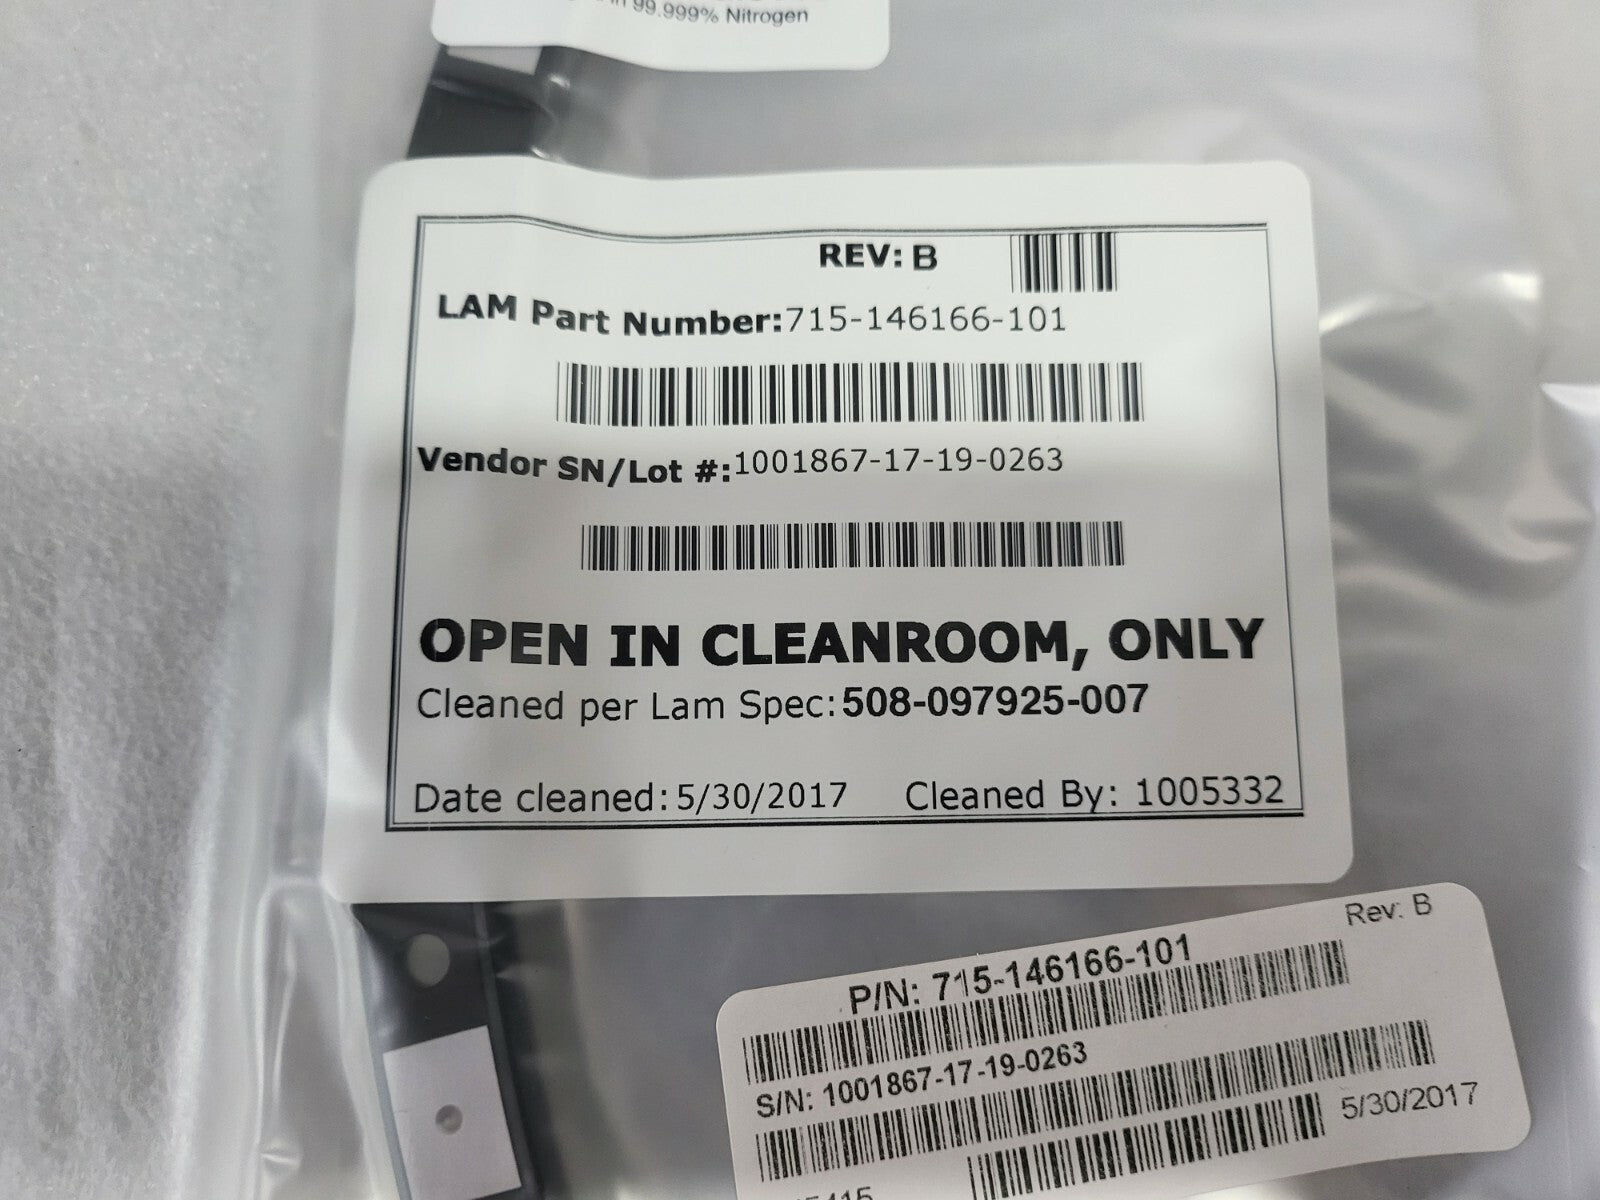 in 99.999% Nitrogen
REV: B
LAM Part Number:715-146166-101
Vendor SN/Lot #:1001867-17-19-0263
OPEN IN CLEANROOM, ONLY
Cleaned per Lam Spec:508-097925-007
Date cleaned:5/30/2017 Cleaned By: 1005332
Rev: B
P/N: 715-146166-101
S/N: 1001867-17-19-0263
5/30/2017